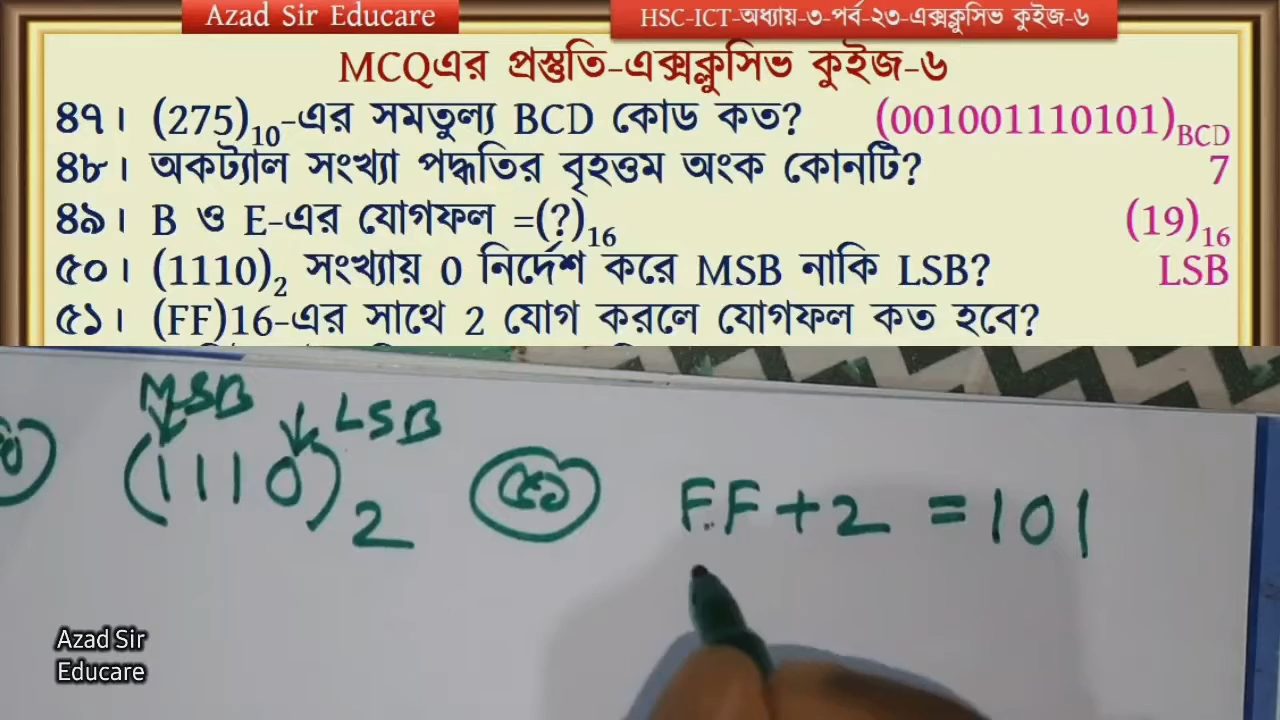 Azad Sir Educare
HSC-ICT-অধ্যায়-৩-পর্ব-২৩-এক্সক্লুসিভ কুইজ-৬
MCQএর প্রস্তুতি-এক্সক্লুসিভ কুইজ-৬
৪৭। (275)10-এর সমতুল্য BCD কোড কত? (001001110101)BCD
৪৮। অকট্যাল সংখ্যা পদ্ধতির বৃহত্তম অংক কোনটি? 7
৪৯। B ও E-এর যোগফল =(?)16 (19)16
৫০। (1110)2 সংখ্যায় 0 নির্দেশ করে MSB নাকি LSB? LSB
৫১। (FF)16-এর সাথে 2 যোগ করলে যোগফল কত হবে?
MSB LSB
(1110)2 ৫১ FF+2 =101
Azad Sir
Educare